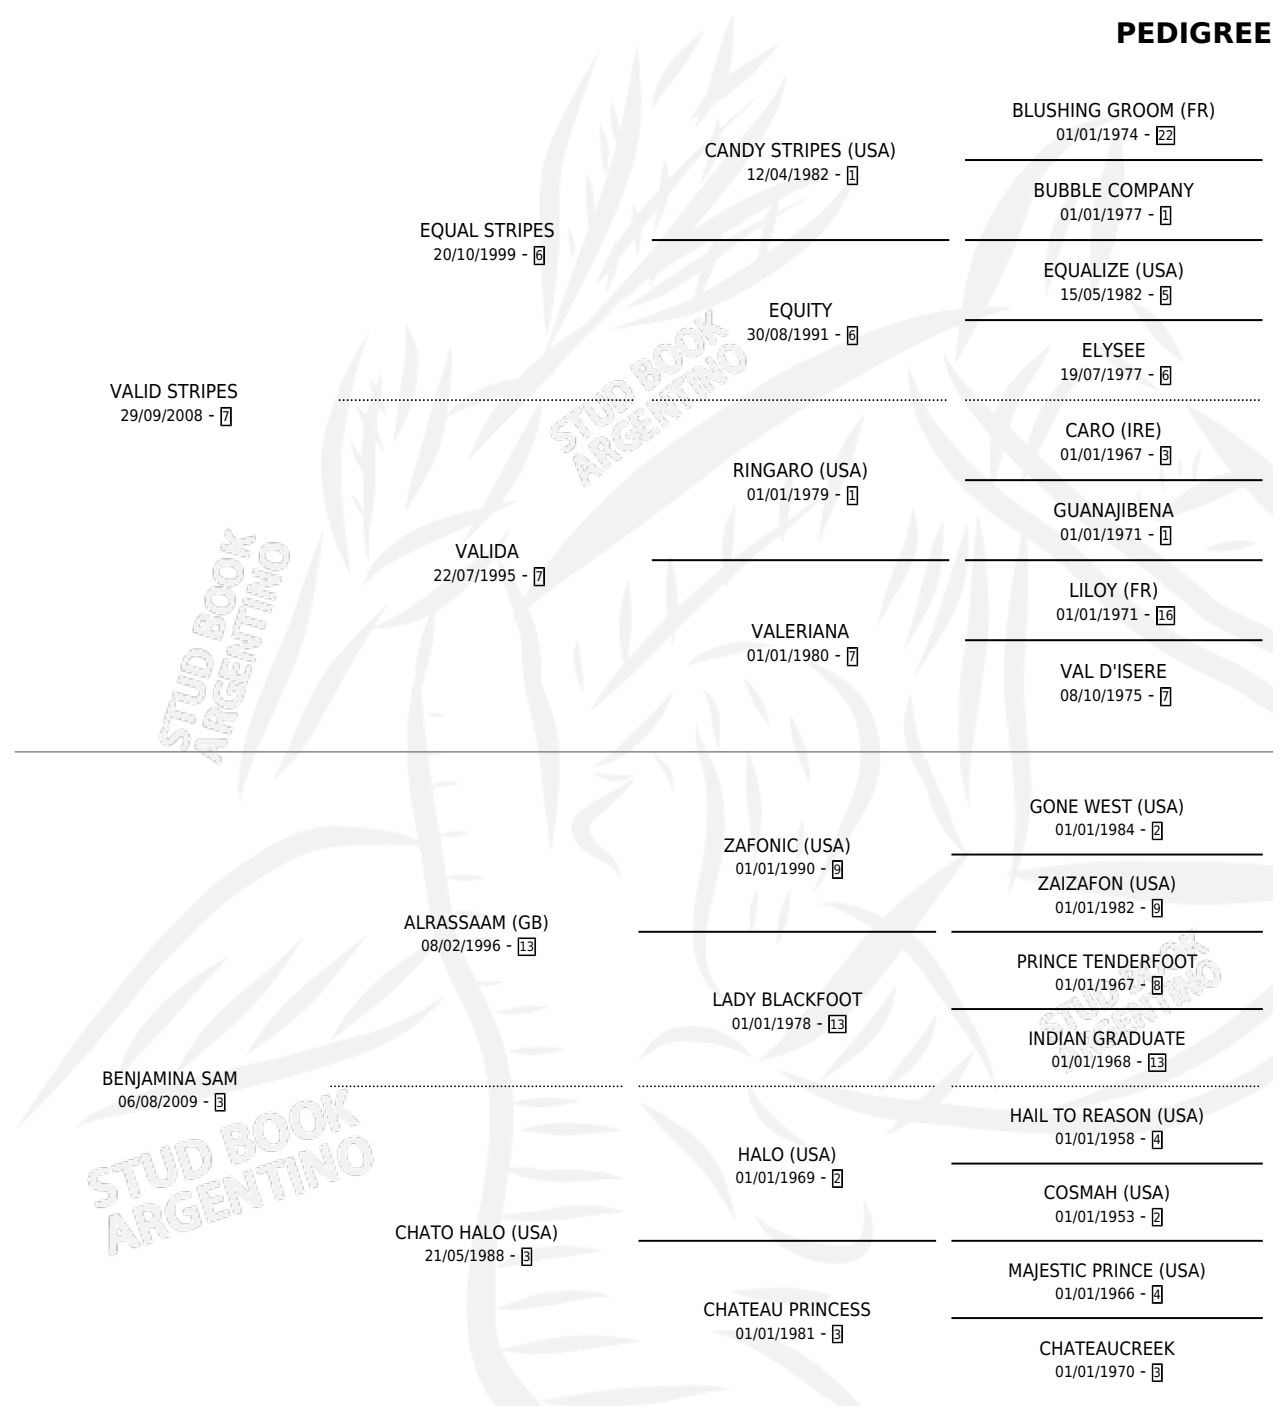 PEDIGREE
BLUSHING GROOM (FR)
01/01/1974 - 22
CANDY STRIPES (USA)
12/04/1982 - 1
BUBBLE COMPANY
01/01/1977 - 1
EQUAL STRIPES
20/10/1999 - 6
EQUALIZE (USA)
15/05/1982 - 5
EQUITY
30/08/1991 - 6
ELYSEE
19/07/1977 - 6
VALID STRIPES
29/09/2008 - 7
CARO (IRE)
01/01/1967 - 3
RINGARO (USA)
01/01/1979 - 1
GUANAJIBENA
01/01/1971 - 1
VALIDA
22/07/1995 - 7
LILOY (FR)
01/01/1971 - 16
VALERIANA
01/01/1980 - 7
VAL D'ISERE
08/10/1975 - 7
GONE WEST (USA)
01/01/1984 - 2
ZAFONIC (USA)
01/01/1990 - 9
ZAIZAFON (USA)
01/01/1982 - 9
ALRASSAAM (GB)
08/02/1996 - 13
PRINCE TENDERFOOT
01/01/1967 - 8
LADY BLACKFOOT
01/01/1978 - 13
INDIAN GRADUATE
01/01/1968 - 13
BENJAMINA SAM
06/08/2009 - 3
HAIL TO REASON (USA)
01/01/1958 - 4
HALO (USA)
01/01/1969 - 2
COSMAH (USA)
01/01/1953 - 2
CHATO HALO (USA)
21/05/1988 - 3
MAJESTIC PRINCE (USA)
01/01/1966 - 4
CHATEAU PRINCESS
01/01/1981 - 3
CHATEAUCREEK
01/01/1970 - 3
STUD BOOK
ARGENTINO
STUD BOOK
ARGENTINO
STUD BOOK
ARGENTINO
STUD BOOK
ARGENTINO